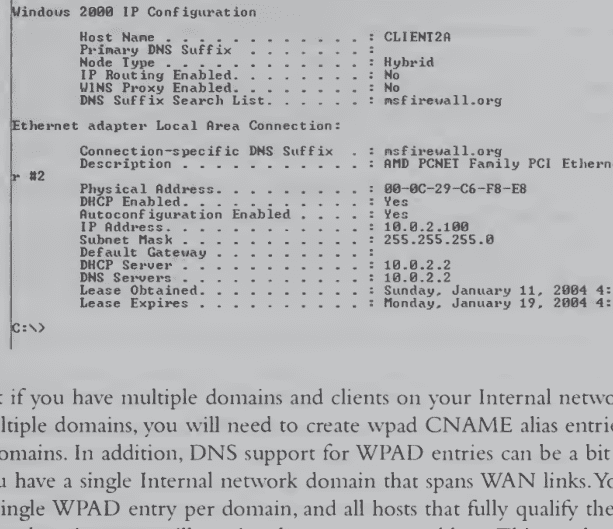 Windows 2000 IP Configuration
Host Name . . . . . . . . . . . . : CLIENT2A
Primary DNS Suffix . . . . . . . :
Node Type . . . . . . . . . . . . : Hybrid
IP Routing Enabled. . . . . . . . : No
WINS Proxy Enabled. . . . . . . . : No
DNS Suffix Search List. . . . . . : msfirewall.org
Ethernet adapter Local Area Connection:
Connection-specific DNS Suffix . : msfirewall.org
Description . . . . . . . . . . . : AMD PCNET Family PCI Ethern
r #2
Physical Address. . . . . . . . . : 00-0C-29-C6-F8-E8
DHCP Enabled. . . . . . . . . . . : Yes
Autoconfiguration Enabled . . . . : Yes
IP Address. . . . . . . . . . . . : 10.0.2.100
Subnet Mask . . . . . . . . . . . : 255.255.255.0
Default Gateway . . . . . . . . . :
DHCP Server . . . . . . . . . . . : 10.0.2.2
DNS Servers . . . . . . . . . . . : 10.0.2.2
Lease Obtained. . . . . . . . . . : Sunday, January 11, 2004 4:
Lease Expires . . . . . . . . . . : Monday, January 19, 2004 4:
C:\>
if you have multiple domains and clients on your Internal netwo
ltiple domains, you will need to create wpad CNAME alias entrie
omains. In addition, DNS support for WPAD entries can be a bit
u have a single Internal network domain that spans WAN links. Yo
ingle WPAD entry per domain, and all hosts that fully qualify the